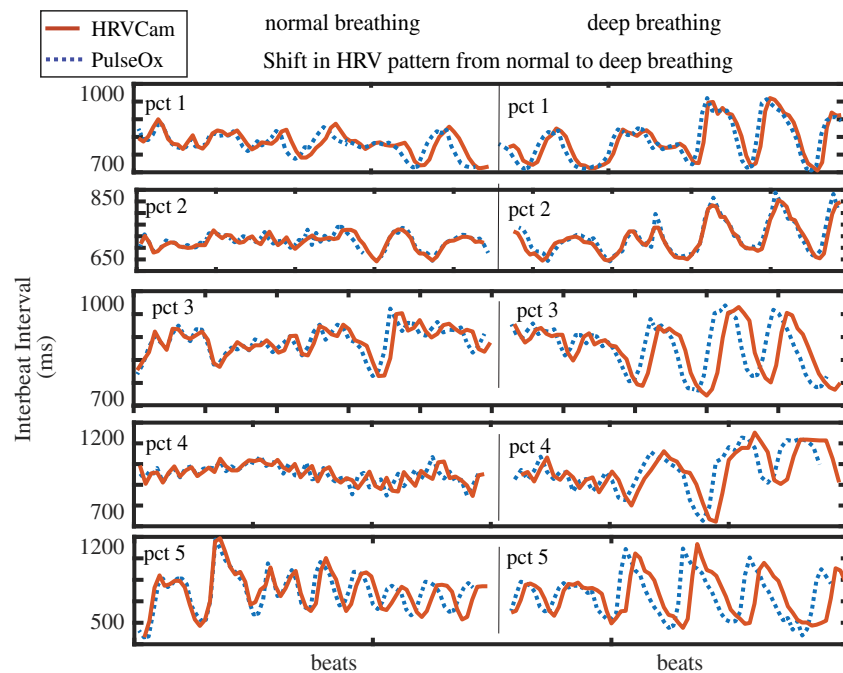 HRVCam
PulseOx
normal breathing
deep breathing
Shift in HRV pattern from normal to deep breathing
1000
pct 1
pct 1
700
850
pct 2
pct 2
650
1000
pct 3
pct 3
700
1200
pct 4
pct 4
700
1200
pct 5
pct 5
500
Interbeat Interval
(ms)
beats
beats